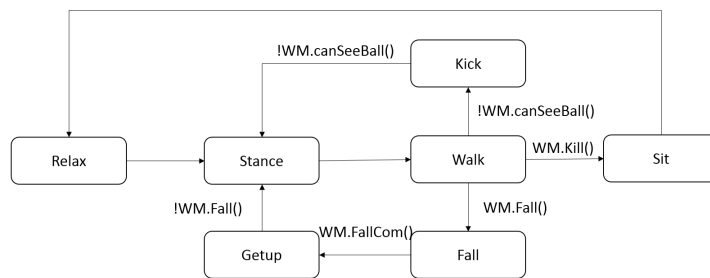 !WM.canSeeBall()
Kick
!WM.canSeeBall()
Relax
Stance
Walk
WM.Kill()
Sit
!WM.Fall()
WM.Fall()
WM.FallCom()
Getup
Fall